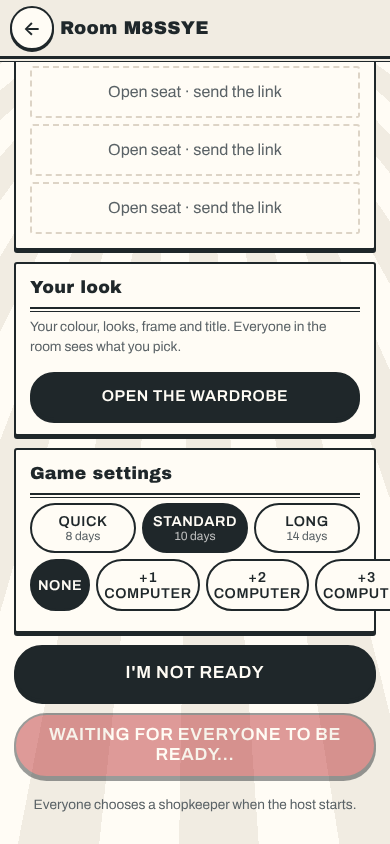 Room M8SSYE
Open seat · send the link
Open seat · send the link
Open seat · send the link
Your look
Your colour, looks, frame and title. Everyone in the
room sees what you pick.
OPEN THE WARDROBE
Game settings
QUICK
8 days
STANDARD
10 days
LONG
14 days
NONE
+1
COMPUTER
+2
COMPUTER
+3
COMPUT
I'M NOT READY
WAITING FOR EVERYONE TO BE
READY...
Everyone chooses a shopkeeper when the host starts.